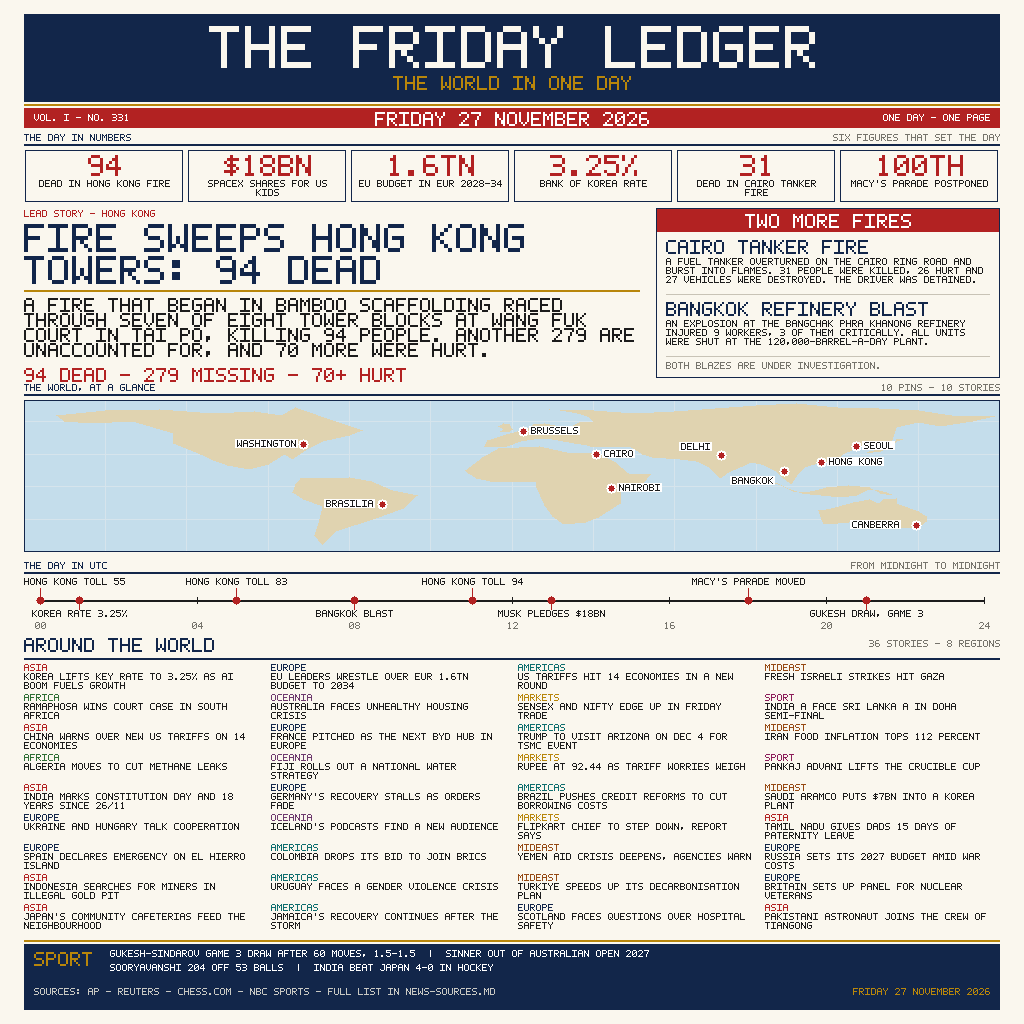 THE FRIDAY LEDGER
THE WORLD IN ONE DAY
VOL. I - NO. 331
FRIDAY 27 NOVEMBER 2026
ONE DAY - ONE PAGE
THE DAY IN NUMBERS
SIX FIGURES THAT SET THE DAY
94
DEAD IN HONG KONG FIRE
$18BN
SPACEX SHARES FOR US
KIDS
1.6TN
EU BUDGET IN EUR 2028-34
3.25%
BANK OF KOREA RATE
31
DEAD IN CAIRO TANKER
FIRE
100TH
MACY'S PARADE POSTPONED
LEAD STORY - HONG KONG
FIRE SWEEPS HONG KONG
TOWERS: 94 DEAD
A FIRE THAT BEGAN IN BAMBOO SCAFFOLDING RACED
THROUGH SEVEN OF EIGHT TOWER BLOCKS AT WANG FUK
COURT IN TAI PO, KILLING 94 PEOPLE. ANOTHER 279 ARE
UNACCOUNTED FOR, AND 70 MORE WERE HURT.
94 DEAD - 279 MISSING - 70+ HURT
TWO MORE FIRES
CAIRO TANKER FIRE
A FUEL TANKER OVERTURNED ON THE CAIRO RING ROAD AND
BURST INTO FLAMES. 31 PEOPLE WERE KILLED, 26 HURT AND
27 VEHICLES WERE DESTROYED. THE DRIVER WAS DETAINED.
BANGKOK REFINERY BLAST
AN EXPLOSION AT THE BANGCHAK PHRA KHANONG REFINERY
INJURED 9 WORKERS, 3 OF THEM CRITICALLY. ALL UNITS
WERE SHUT AT THE 120,000-BARREL-A-DAY PLANT.
BOTH BLAZES ARE UNDER INVESTIGATION.
THE WORLD, AT A GLANCE
10 PINS - 10 STORIES
WASHINGTON
BRUSSELS
CAIRO
DELHI
SEOUL
HONG KONG
BANGKOK
NAIROBI
BRASILIA
CANBERRA
THE DAY IN UTC
FROM MIDNIGHT TO MIDNIGHT
HONG KONG TOLL 55
HONG KONG TOLL 83
HONG KONG TOLL 94
MACY'S PARADE MOVED
KOREA RATE 3.25%
BANGKOK BLAST
MUSK PLEDGES $18BN
GUKESH DRAW, GAME 3
00
04
08
12
16
20
24
AROUND THE WORLD
36 STORIES - 8 REGIONS
ASIA
KOREA LIFTS KEY RATE TO 3.25% AS AI
BOOM FUELS GROWTH
EUROPE
EU LEADERS WRESTLE OVER EUR 1.6TN
BUDGET TO 2034
AMERICAS
US TARIFFS HIT 14 ECONOMIES IN A NEW
ROUND
MIDEAST
FRESH ISRAELI STRIKES HIT GAZA
AFRICA
RAMAPHOSA WINS COURT CASE IN SOUTH
AFRICA
OCEANIA
AUSTRALIA FACES UNHEALTHY HOUSING
CRISIS
MARKETS
SENSEX AND NIFTY EDGE UP IN FRIDAY
TRADE
SPORT
INDIA A FACE SRI LANKA A IN DOHA
SEMI-FINAL
ASIA
CHINA WARNS OVER NEW US TARIFFS ON 14
ECONOMIES
EUROPE
FRANCE PITCHED AS THE NEXT BYD HUB IN
EUROPE
AMERICAS
TRUMP TO VISIT ARIZONA ON DEC 4 FOR
TSMC EVENT
MIDEAST
IRAN FOOD INFLATION TOPS 112 PERCENT
AFRICA
ALGERIA MOVES TO CUT METHANE LEAKS
OCEANIA
FIJI ROLLS OUT A NATIONAL WATER
STRATEGY
MARKETS
RUPEE AT 92.44 AS TARIFF WORRIES WEIGH
SPORT
PANKAJ ADVANI LIFTS THE CRUCIBLE CUP
ASIA
INDIA MARKS CONSTITUTION DAY AND 18
YEARS SINCE 26/11
EUROPE
GERMANY'S RECOVERY STALLS AS ORDERS
FADE
AMERICAS
BRAZIL PUSHES CREDIT REFORMS TO CUT
BORROWING COSTS
MIDEAST
SAUDI ARAMCO PUTS $7BN INTO A KOREA
PLANT
EUROPE
UKRAINE AND HUNGARY TALK COOPERATION
OCEANIA
ICELAND'S PODCASTS FIND A NEW AUDIENCE
MARKETS
FLIPKART CHIEF TO STEP DOWN, REPORT
SAYS
ASIA
TAMIL NADU GIVES DADS 15 DAYS OF
PATERNITY LEAVE
EUROPE
SPAIN DECLARES EMERGENCY ON EL HIERRO
ISLAND
AMERICAS
COLOMBIA DROPS ITS BID TO JOIN BRICS
MIDEAST
YEMEN AID CRISIS DEEPENS, AGENCIES WARN
EUROPE
RUSSIA SETS ITS 2027 BUDGET AMID WAR
COSTS
ASIA
INDONESIA SEARCHES FOR MINERS IN
ILLEGAL GOLD PIT
AMERICAS
URUGUAY FACES A GENDER VIOLENCE CRISIS
MIDEAST
TURKIYE SPEEDS UP ITS DECARBONISATION
PLAN
EUROPE
BRITAIN SETS UP PANEL FOR NUCLEAR
VETERANS
ASIA
JAPAN'S COMMUNITY CAFETERIAS FEED THE
NEIGHBOURHOOD
AMERICAS
JAMAICA'S RECOVERY CONTINUES AFTER THE
STORM
EUROPE
SCOTLAND FACES QUESTIONS OVER HOSPITAL
SAFETY
ASIA
PAKISTANI ASTRONAUT JOINS THE CREW OF
TIANGONG
SPORT
GUKESH-SINDAROV GAME 3 DRAW AFTER 60 MOVES, 1.5-1.5 | SINNER OUT OF AUSTRALIAN OPEN 2027
SOORYAVANSHI 204 OFF 53 BALLS | INDIA BEAT JAPAN 4-0 IN HOCKEY
SOURCES: AP - REUTERS - CHESS.COM - NBC SPORTS - FULL LIST IN NEWS-SOURCES.MD
FRIDAY 27 NOVEMBER 2026